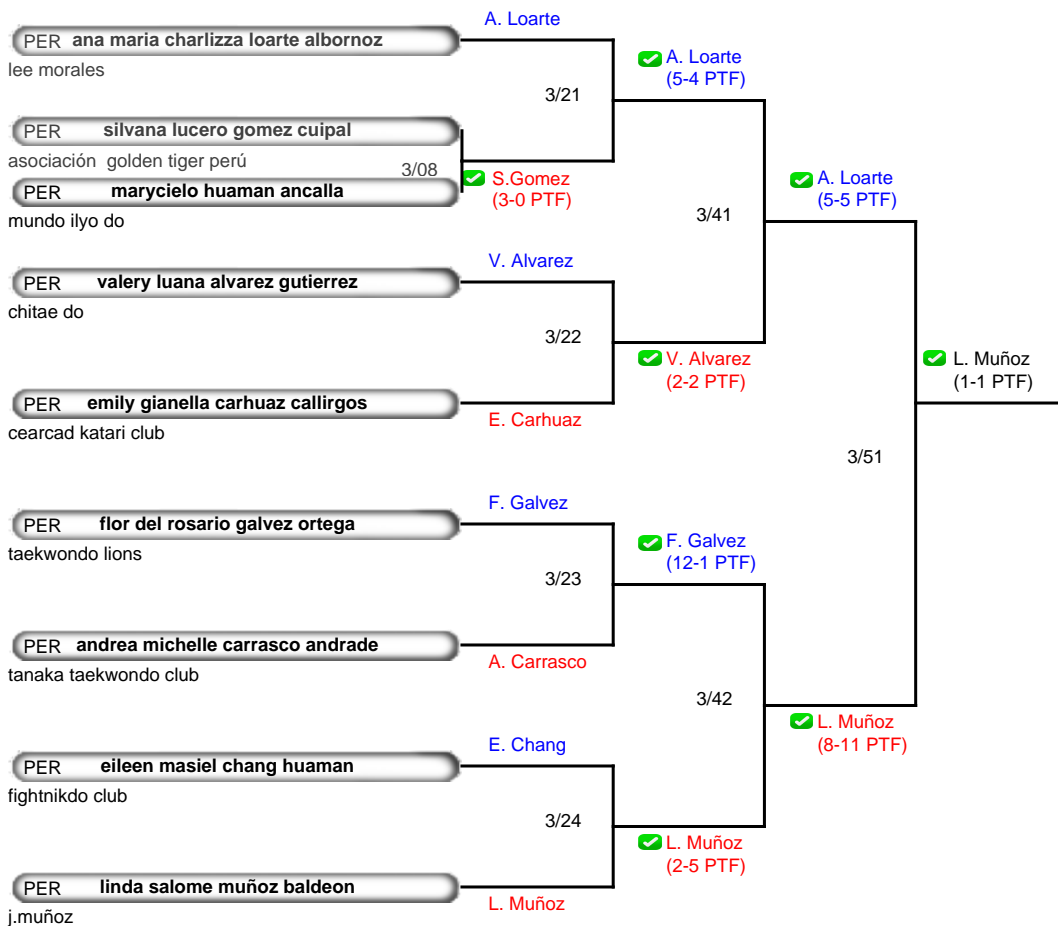 A. Loarte
PER ana maria charlizza loarte albornoz
lee morales
3/21
A. Loarte
(5-4 PTF)
PER silvana lucero gomez cuipal
asociación golden tiger perú
3/08
S.Gomez
(3-0 PTF)
PER marycielo huaman ancalla
mundo ilyo do
3/41
A. Loarte
(5-5 PTF)
V. Alvarez
PER valery luana alvarez gutierrez
chitae do
3/22
V. Alvarez
(2-2 PTF)
PER emily gianella carhuaz callirgos
E. Carhuaz
cearcad katari club
L. Muñoz
(1-1 PTF)
3/51
F. Galvez
PER flor del rosario galvez ortega
taekwondo lions
F. Galvez
(12-1 PTF)
3/23
PER andrea michelle carrasco andrade
A. Carrasco
tanaka taekwondo club
3/42
L. Muñoz
(8-11 PTF)
E. Chang
PER eileen masiel chang huaman
fightnikdo club
3/24
L. Muñoz
(2-5 PTF)
PER linda salome muñoz baldeon
L. Muñoz
j.muñoz